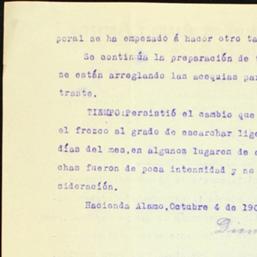 poral se ha empezado á hacer otro ta
Se continúa la preparación de
se están arreglando las acequias par
traste.
TIEMPO:Persistió el cambio que
el frezco al grado de escarchar lige
días del mes,en algunos lugares de
chas fueron de poca intensidad y no
sideración.
Hacienda Alamo, Octubre 4 de 190